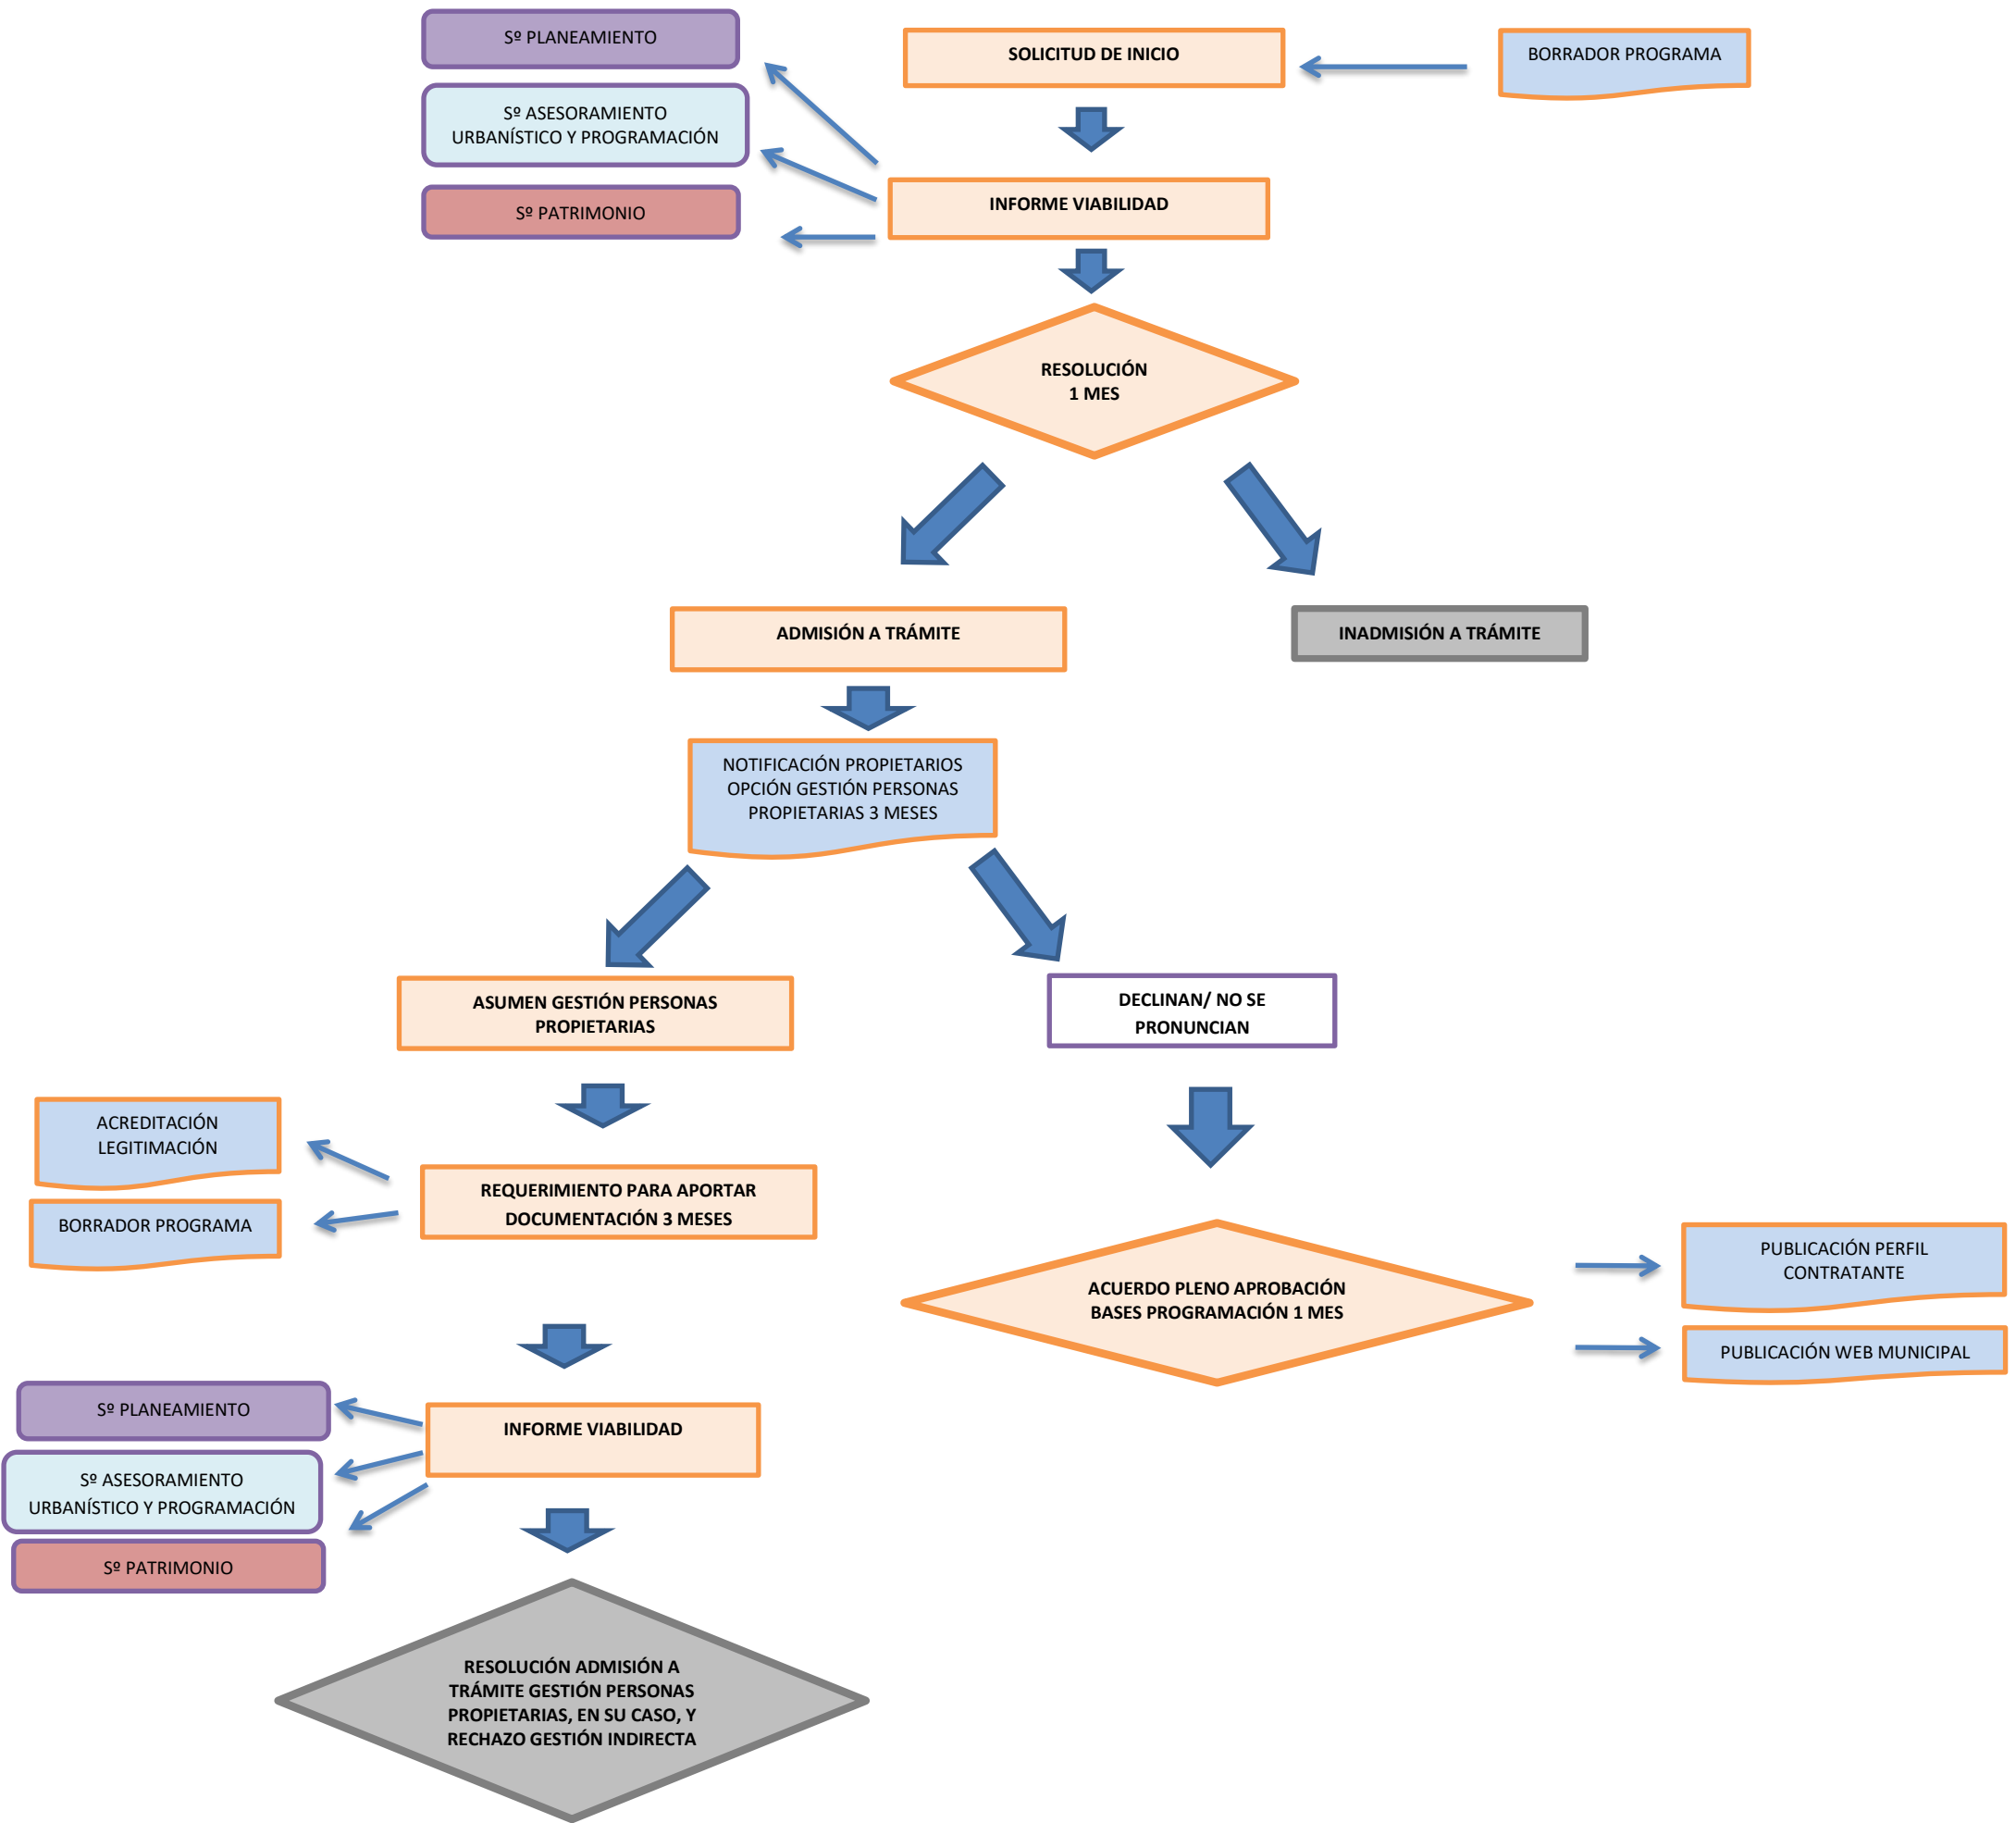 Sº PLANEAMIENTO
SOLICITUD DE INICIO
BORRADOR PROGRAMA
Sº ASESORAMIENTO
URBANÍSTICO Y PROGRAMACIÓN
Sº PATRIMONIO
INFORME VIABILIDAD
RESOLUCIÓN
1 MES
ADMISIÓN A TRÁMITE
INADMISIÓN A TRÁMITE
NOTIFICACIÓN PROPIETARIOS
OPCIÓN GESTIÓN PERSONAS
PROPIETARIAS 3 MESES
ASUMEN GESTIÓN PERSONAS
PROPIETARIAS
DECLINAN/ NO SE
PRONUNCIAN
ACREDITACIÓN
LEGITIMACIÓN
BORRADOR PROGRAMA
REQUERIMIENTO PARA APORTAR
DOCUMENTACIÓN 3 MESES
ACUERDO PLENO APROBACIÓN
BASES PROGRAMACIÓN 1 MES
PUBLICACIÓN PERFIL
CONTRATANTE
PUBLICACIÓN WEB MUNICIPAL
Sº PLANEAMIENTO
Sº ASESORAMIENTO
URBANÍSTICO Y PROGRAMACIÓN
Sº PATRIMONIO
INFORME VIABILIDAD
RESOLUCIÓN ADMISIÓN A
TRÁMITE GESTIÓN PERSONAS
PROPIETARIAS, EN SU CASO, Y
RECHAZO GESTIÓN INDIRECTA